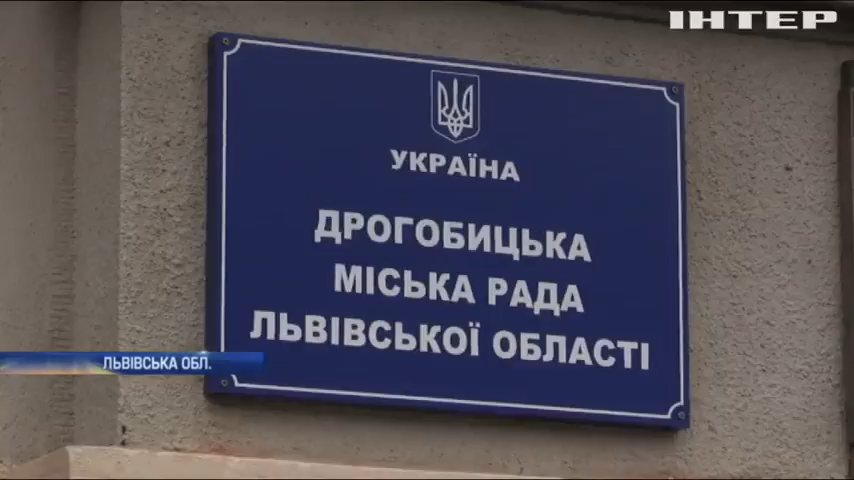 ІНТЕР
УКРАЇНА
ДРОГОБИЦЬКА
МІСЬКА РАДА
ЛЬВІВСЬКОЇ ОБЛАСТІ
ЛЬВІВСЬКА ОБЛ.